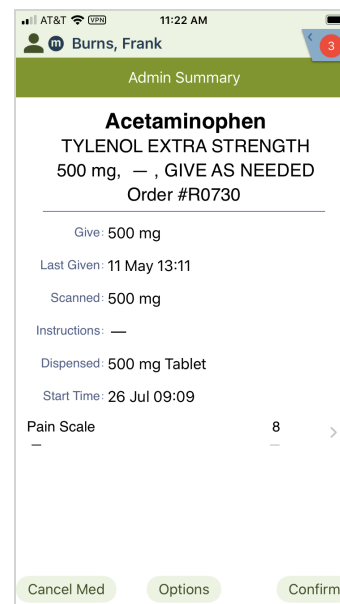 AT&T VPN 11:22 AM
m Burns, Frank 3
Admin Summary
Acetaminophen
TYLENOL EXTRA STRENGTH
500 mg, — , GIVE AS NEEDED
Order #R0730
Give: 500 mg
Last Given: 11 May 13:11
Scanned: 500 mg
Instructions: —
Dispensed: 500 mg Tablet
Start Time: 26 Jul 09:09
Pain Scale 8
— —
Cancel Med Options Confirm